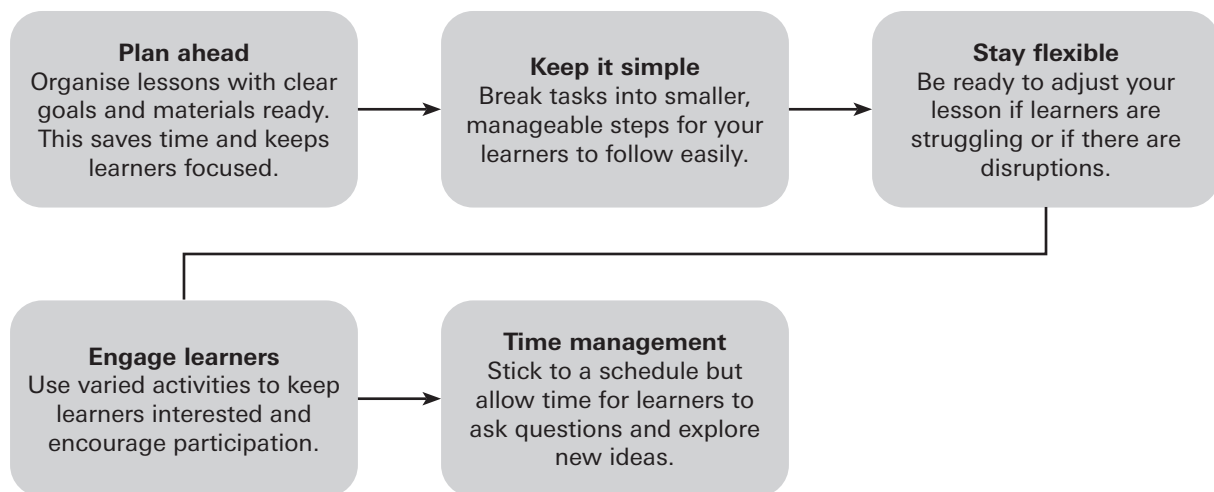 Plan ahead
Organise lessons with clear
goals and materials ready.
This saves time and keeps
learners focused.
Keep it simple
Break tasks into smaller,
manageable steps for your
learners to follow easily.
Stay flexible
Be ready to adjust your
lesson if learners are
struggling or if there are
disruptions.
Engage learners
Use varied activities to keep
learners interested and
encourage participation.
Time management
Stick to a schedule but
allow time for learners to
ask questions and explore
new ideas.